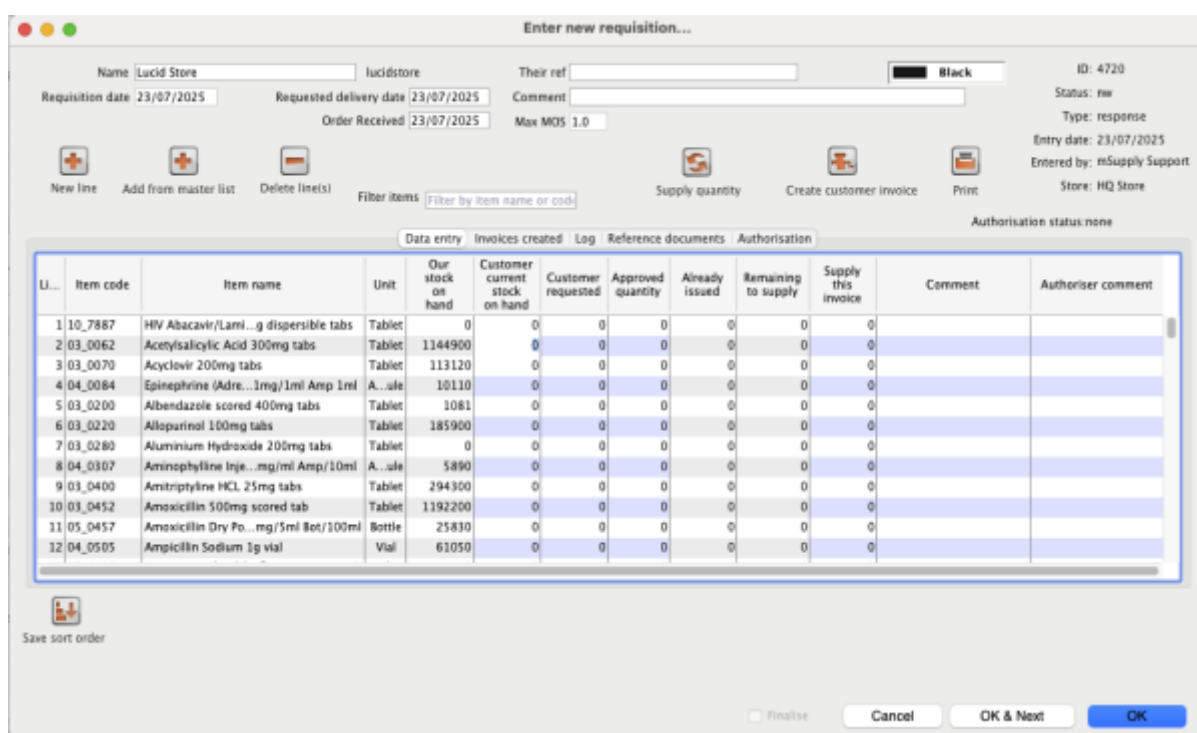 Enter new requisition...
Name Lucid Store lucidstore Their ref Black ID: 4720
Requisition date 23/07/2025 Requested delivery date 23/07/2025 Comment Status: nw
Order Received 23/07/2025 Max MOS 1.0 Type: response
Entry date: 23/07/2025
Entered by: mSupply Support
Store: HQ Store
New line Add from master list Delete line(s) Filter items Filter by item name or code Supply quantity Create customer invoice Print
Authorisation status:none
Data entry Invoices created Log Reference documents Authorisation
Li... Item code Item name Unit Our stock on hand Customer current stock on hand Customer requested Approved quantity Already issued Remaining to supply Supply this invoice Comment Authoriser comment
1 10_7887 HIV Abacavir/Lami...g dispersible tabs Tablet 0 0 0 0 0 0 0
2 03_0062 Acetylsalicylic Acid 300mg tabs Tablet 1144900 0 0 0 0 0 0
3 03_0070 Acyclovir 200mg tabs Tablet 113120 0 0 0 0 0 0
4 04_0084 Epinephrine (Adre...1mg/1ml Amp 1ml A...ule 10110 0 0 0 0 0 0
5 03_0200 Albendazole scored 400mg tabs Tablet 1081 0 0 0 0 0 0
6 03_0220 Allopurinol 100mg tabs Tablet 185900 0 0 0 0 0 0
7 03_0280 Aluminium Hydroxide 200mg tabs Tablet 0 0 0 0 0 0 0
8 04_0307 Aminophylline Inje...mg/ml Amp/10ml A...ule 5890 0 0 0 0 0 0
9 03_0400 Amitriptyline HCL 25mg tabs Tablet 294300 0 0 0 0 0 0
10 03_0452 Amoxicillin 500mg scored tab Tablet 1192200 0 0 0 0 0 0
11 05_0457 Amoxicillin Dry Po...mg/5ml Bot/100ml Bottle 25830 0 0 0 0 0 0
12 04_0505 Ampicillin Sodium 1g vial Vial 61050 0 0 0 0 0 0
Save sort order
Finalise Cancel OK & Next OK